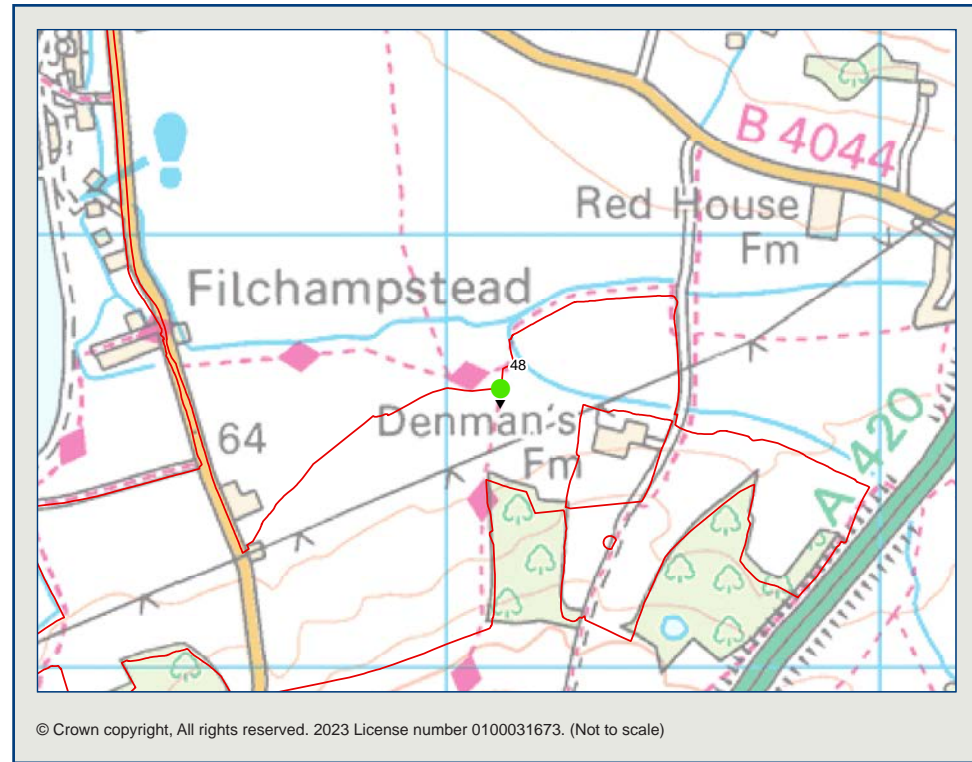 B 4044
Red House
Fm
Filchampstead
48
Denman's
Fm
64
A 420
© Crown copyright, All rights reserved. 2023 License number 0100031673. (Not to scale)